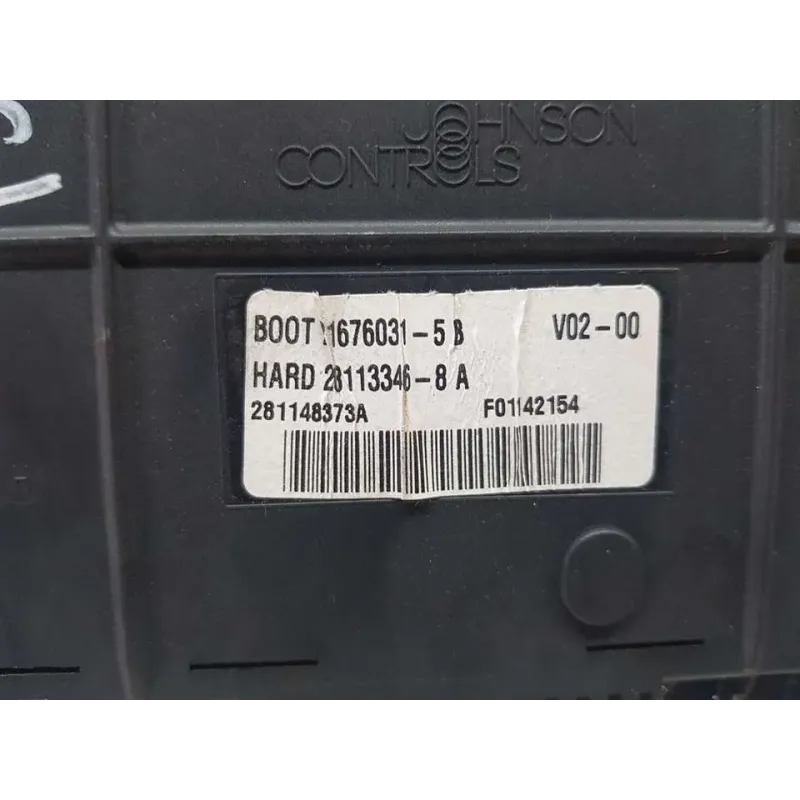 JOHNSON
CONTROLS
BOOT 21676031-5 B V02-00
HARD 28113346-8 A
281148373A F01142154